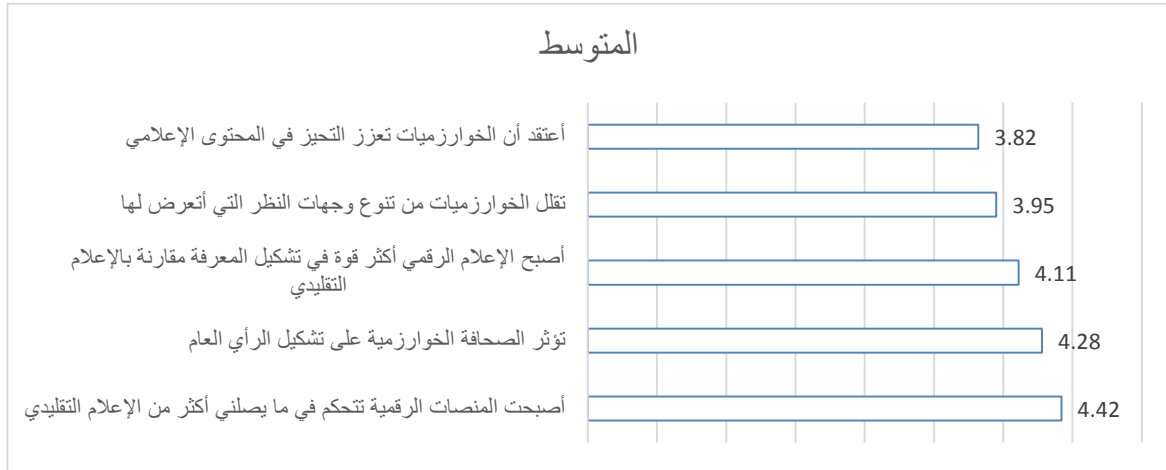 المتوسط
أعتقد أن الخوارزميات تعزز التحيز في المحتوى الإعلامي
3.82
تقلل الخوارزميات من تنوع وجهات النظر التي أتعرض لها
3.95
أصبح الإعلام الرقمي أكثر قوة في تشكيل المعرفة مقارنة بالإعلام
التقليدي
4.11
تؤثر الصحافة الخوارزمية على تشكيل الرأي العام
4.28
أصبحت المنصات الرقمية تتحكم في ما يصلني أكثر من الإعلام التقليدي
4.42